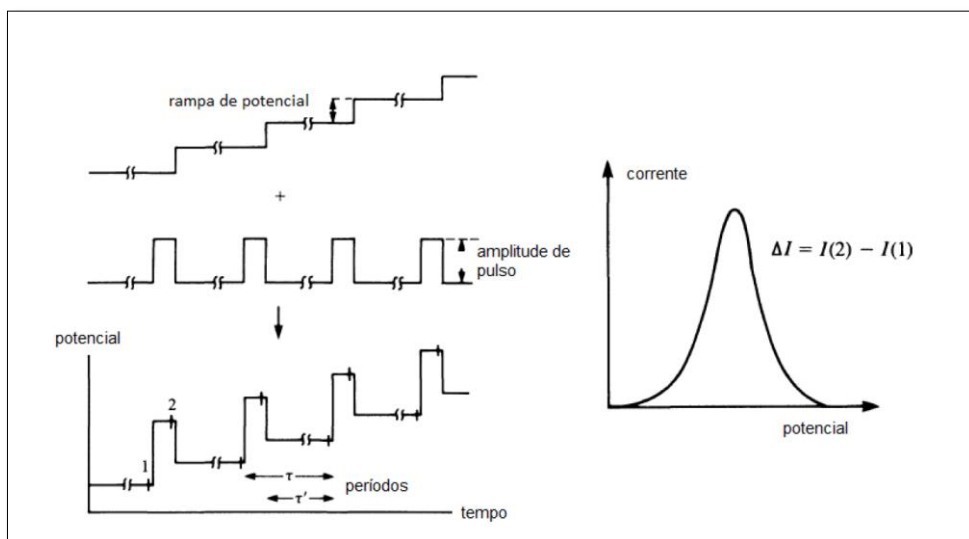 rampa de potencial
+
amplitude de
pulso
potencial
2
1
τ
períodos
τ'
tempo
corrente
ΔI = I(2) − I(1)
potencial